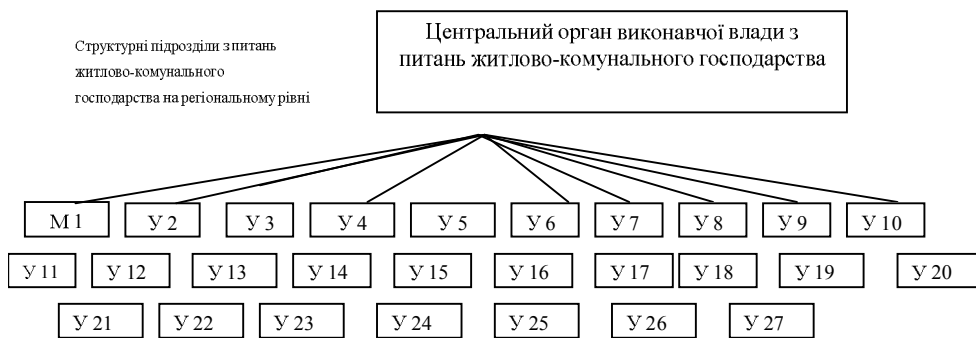 Структурні підрозділи з питань
житлово-комунального
господарства на регіональному рівні
Центральний орган виконавчої влади з
питань житлово-комунального господарства
М 1 У 2 У 3 У 4 У 5 У 6 У 7 У 8 У 9 У 10
У 11 У 12 У 13 У 14 У 15 У 16 У 17 У 18 У 19 У 20
У 21 У 22 У 23 У 24 У 25 У 26 У 27